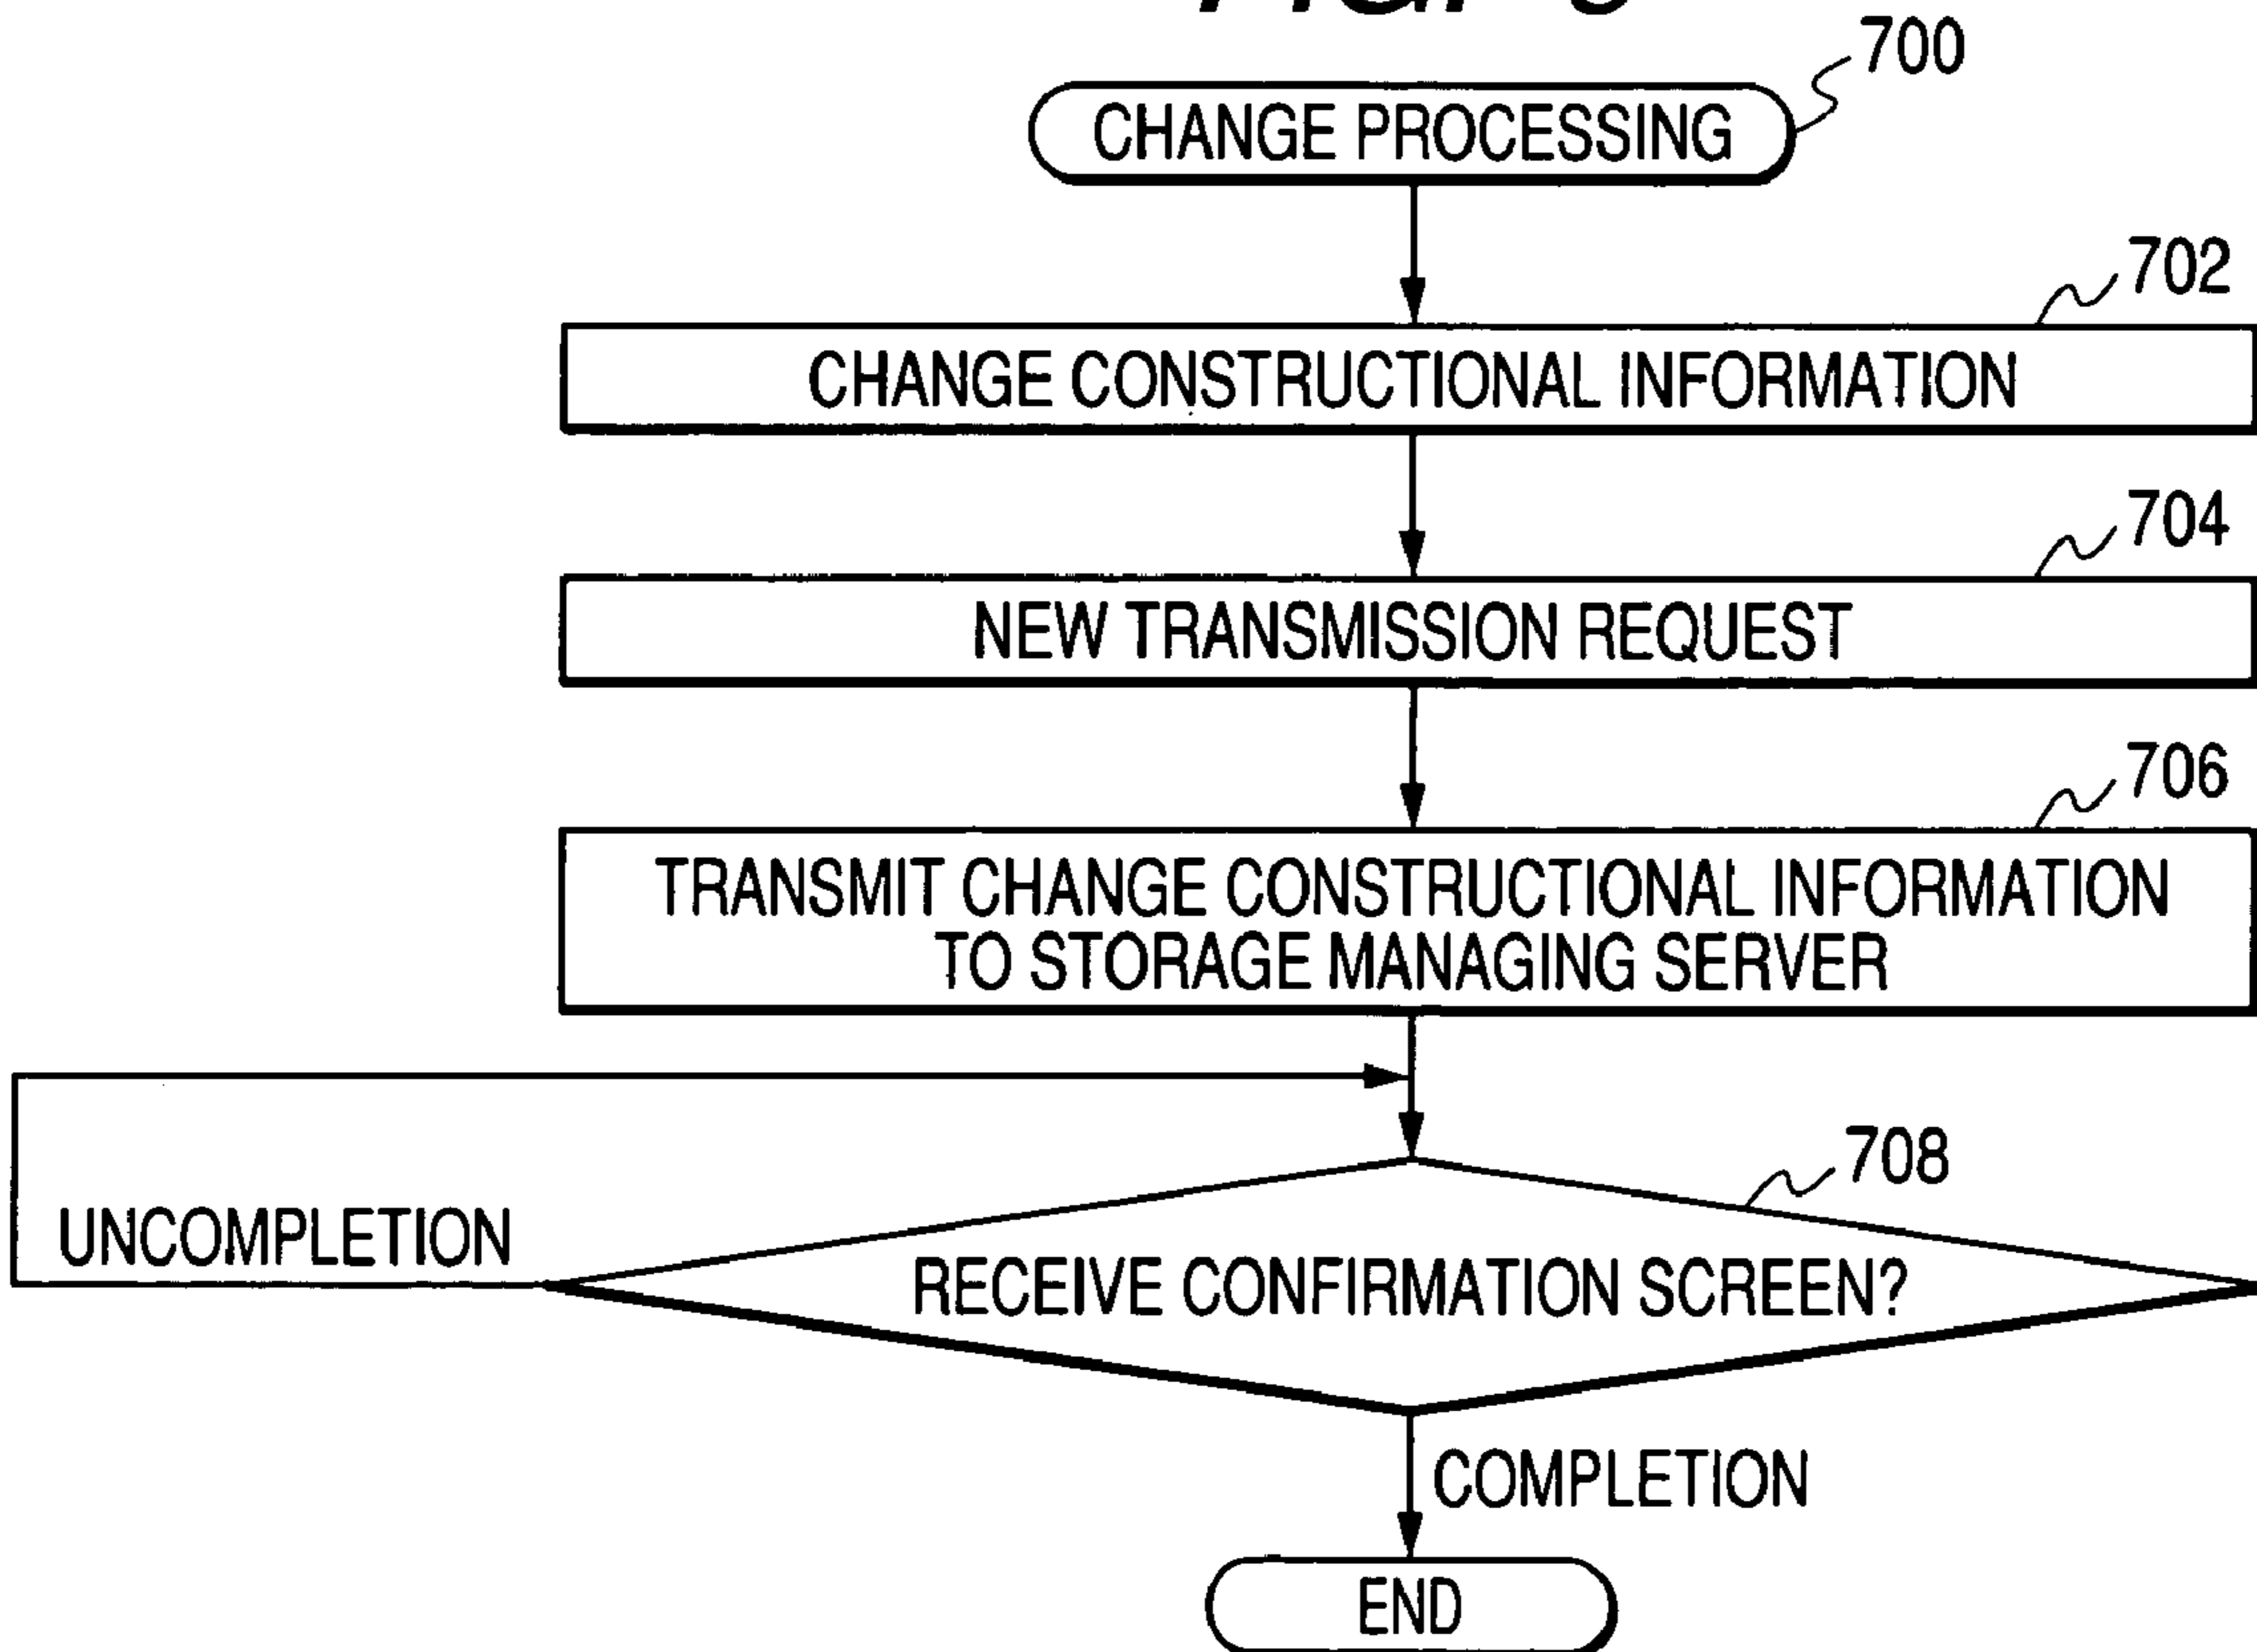 700
CHANGE PROCESSING
702
CHANGE CONSTRUCTIONAL INFORMATION
704
NEW TRANSMISSION REQUEST
706
TRANSMIT CHANGE CONSTRUCTIONAL INFORMATION
TO STORAGE MANAGING SERVER
708
UNCOMPLETION
RECEIVE CONFIRMATION SCREEN?
COMPLETION
END